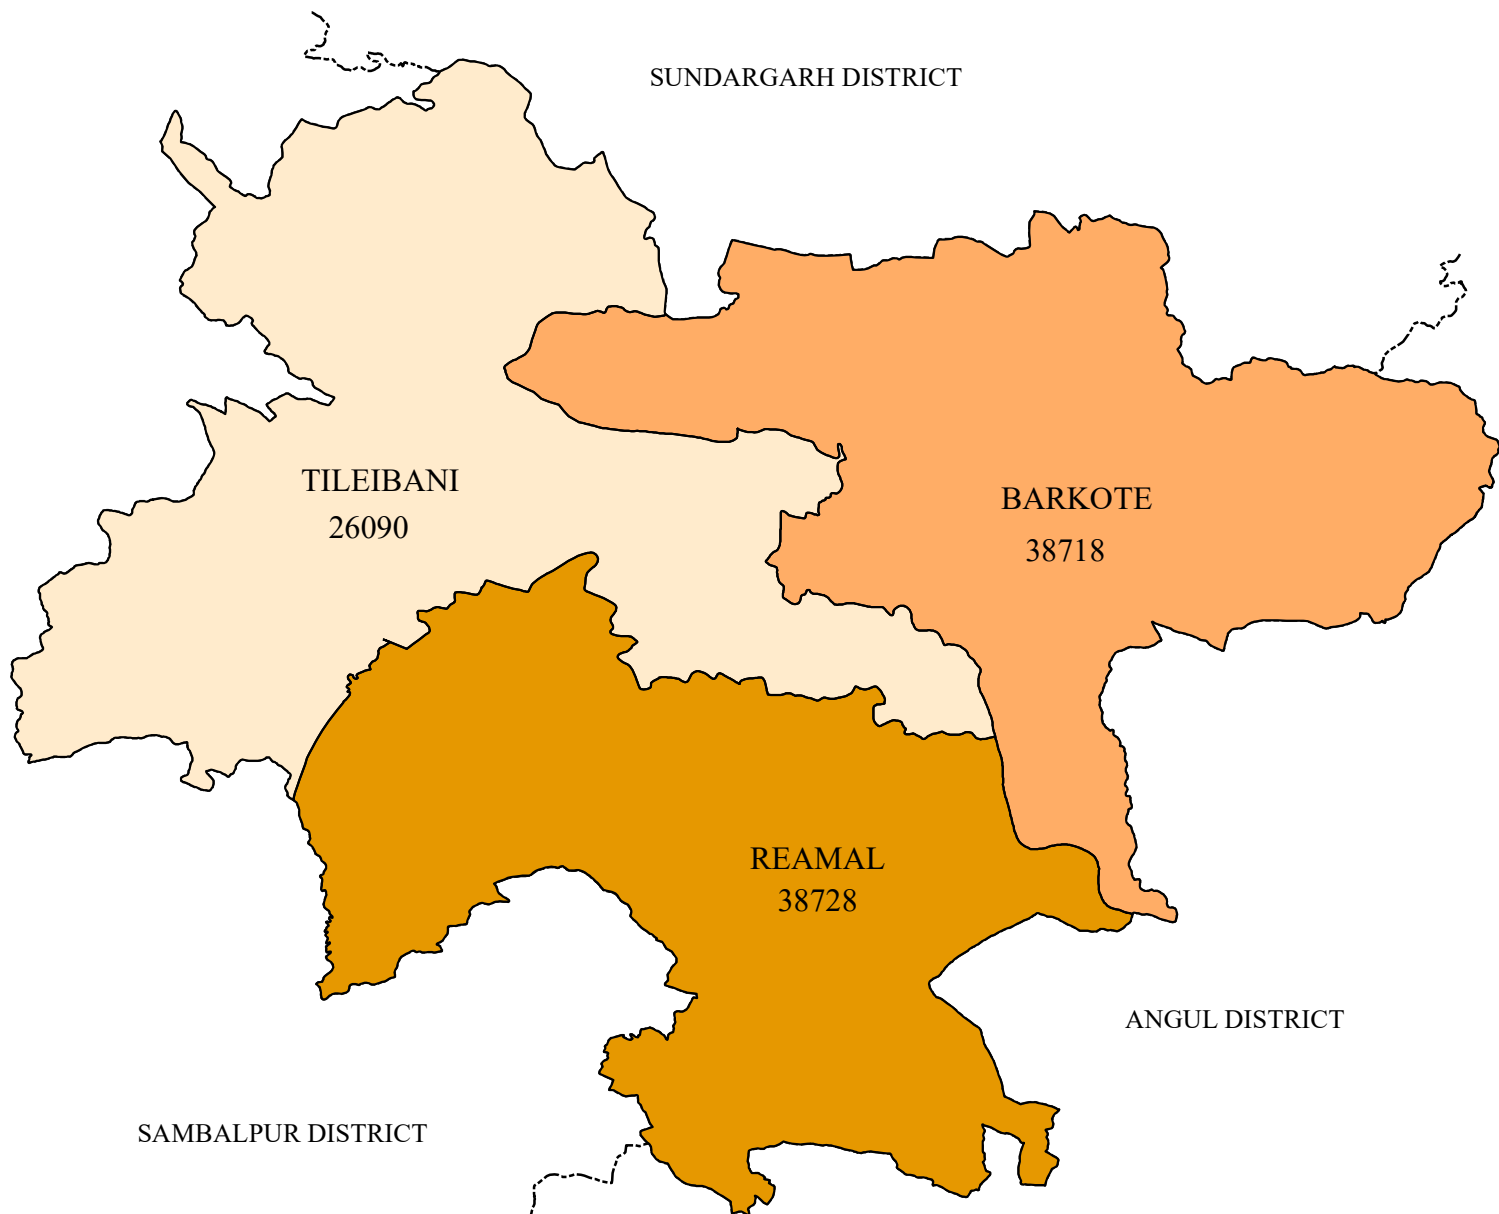 SUNDARGARH DISTRICT
TILEIBANI
26090
BARKOTE
38718
REAMAL
38728
ANGUL DISTRICT
SAMBALPUR DISTRICT